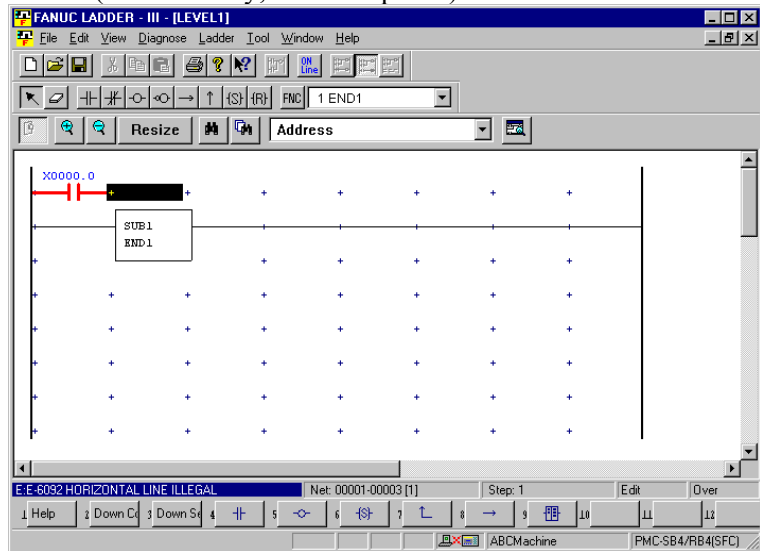 FANUC LADDER - III - [LEVEL1]
File Edit View Diagnose Ladder Tool Window Help
ON Line
{S} {R} FNC 1 END1
Resize Address
X0000.0
SUB1
END1
E:E-6092 HORIZONTAL LINE ILLEGAL Net: 00001-00003 [1] Step: 1 Edit Over
1 Help 2 Down Co 3 Down Se 4 5 6 {S} 7 8 9 10 11 12
ABCMachine PMC-SB4/RB4(SFC)